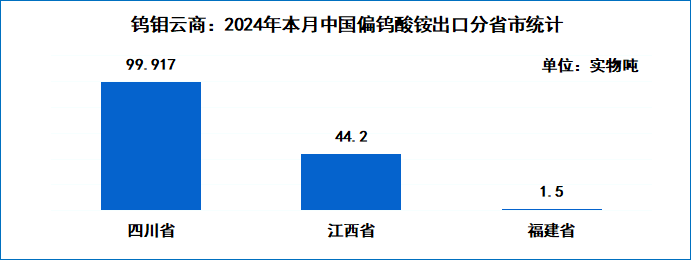 钨钼云商：2024年本月中国偏钨酸铵出口分省市统计
单位：实物吨
99.917
44.2
1.5
四川省
江西省
福建省